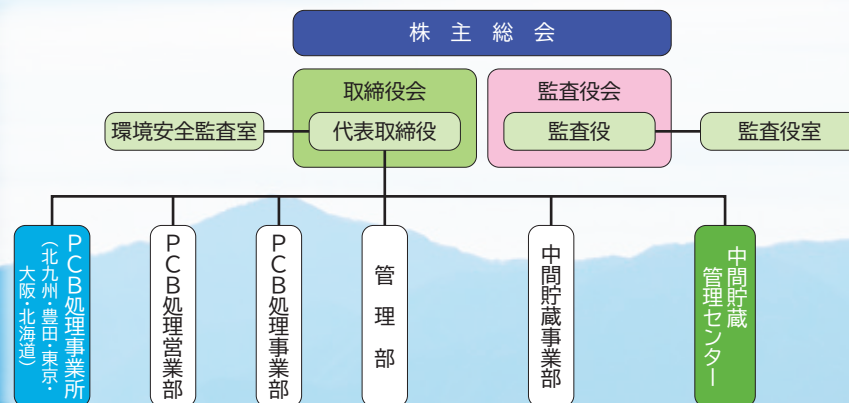 株主総会
取締役会
監査役会
環境安全監査室
代表取締役
監査役
監査役室
PCB処理事業所
（北九州・豊田・東京・
大阪・北海道）
PCB処理営業部
PCB処理事業部
管理部
中間貯蔵事業部
中間貯蔵
管理センター